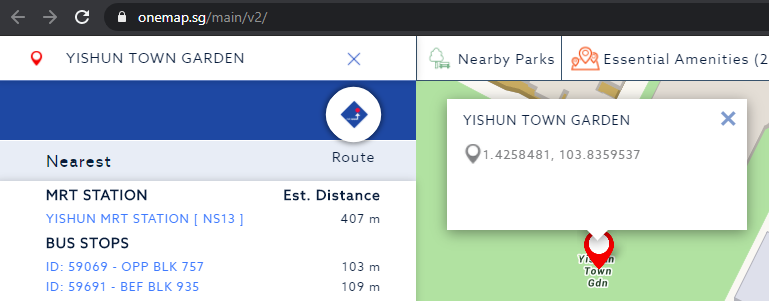 onemap.sg/main/v2/
YISHUN TOWN GARDEN
Nearby Parks
Essential Amenities (2
YISHUN TOWN GARDEN
1.4258481, 103.8359537
Route
Nearest
MRT STATION Est. Distance
YISHUN MRT STATION [ NS13 ] 407 m
BUS STOPS
ID: 59069 - OPP BLK 757 103 m
ID: 59691 - BEF BLK 935 109 m
Yishun
Town
Gdn